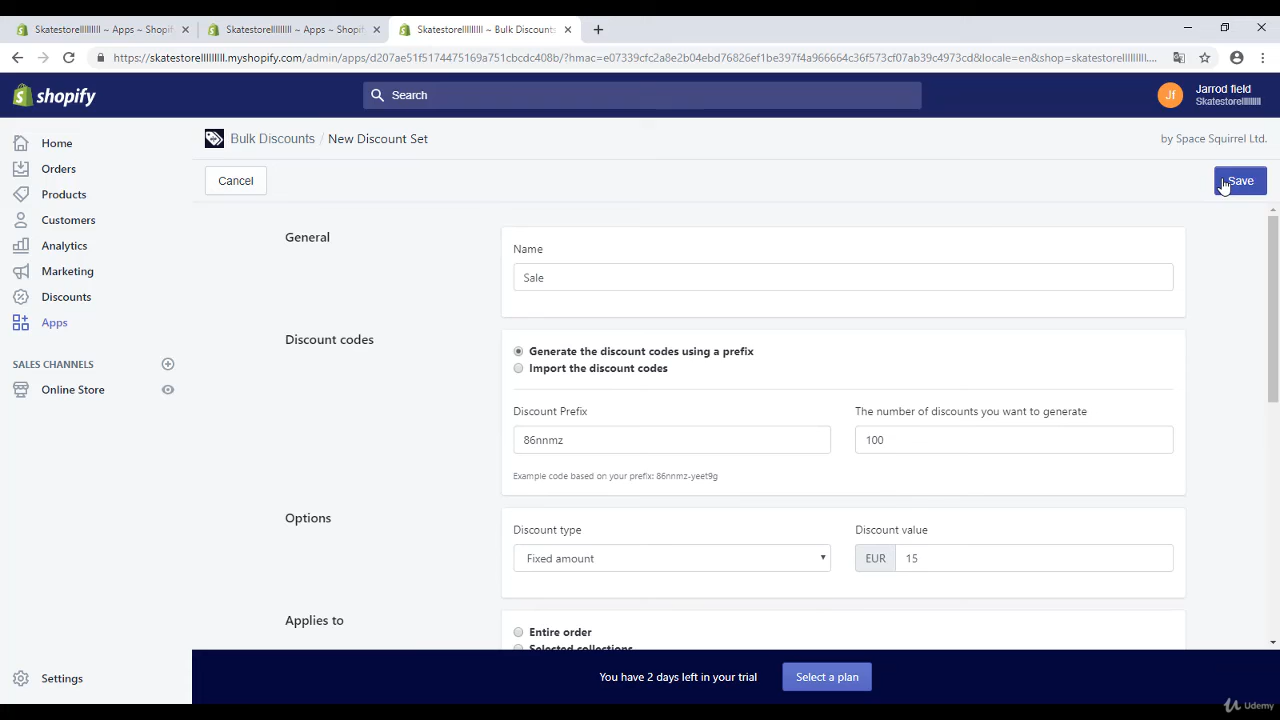 Skatestorellllllll ~ Apps ~ Shopif
Skatestorellllllll ~ Apps ~ Shopif
Skatestorellllllll ~ Bulk Discounts
https://skatestorellllllll.myshopify.com/admin/apps/d207ae51f5174475169a751cbcdc408b/?hmac=e07339cfc2a8e2b04ebd76826ef1bef3970999f4a966664c36f573cf07ab39c4973cd&locale=en&shop=skatestorellllllll....
shopify
Search
Jf
Jarrod field
Skatestorellllllll
Home
Orders
Products
Customers
Analytics
Marketing
Discounts
Apps
SALES CHANNELS
Online Store
Settings
Bulk Discounts / New Discount Set
by Space Squirrel Ltd.
Cancel
Save
General
Name
Sale
Discount codes
Generate the discount codes using a prefix
Import the discount codes
Discount Prefix
The number of discounts you want to generate
86nnmz
100
Example code based on your prefix: 86nnmz-yeet9g
Options
Discount type
Discount value
Fixed amount
EUR
15
Applies to
Entire order
Selected collections
You have 2 days left in your trial
Select a plan
Udemy